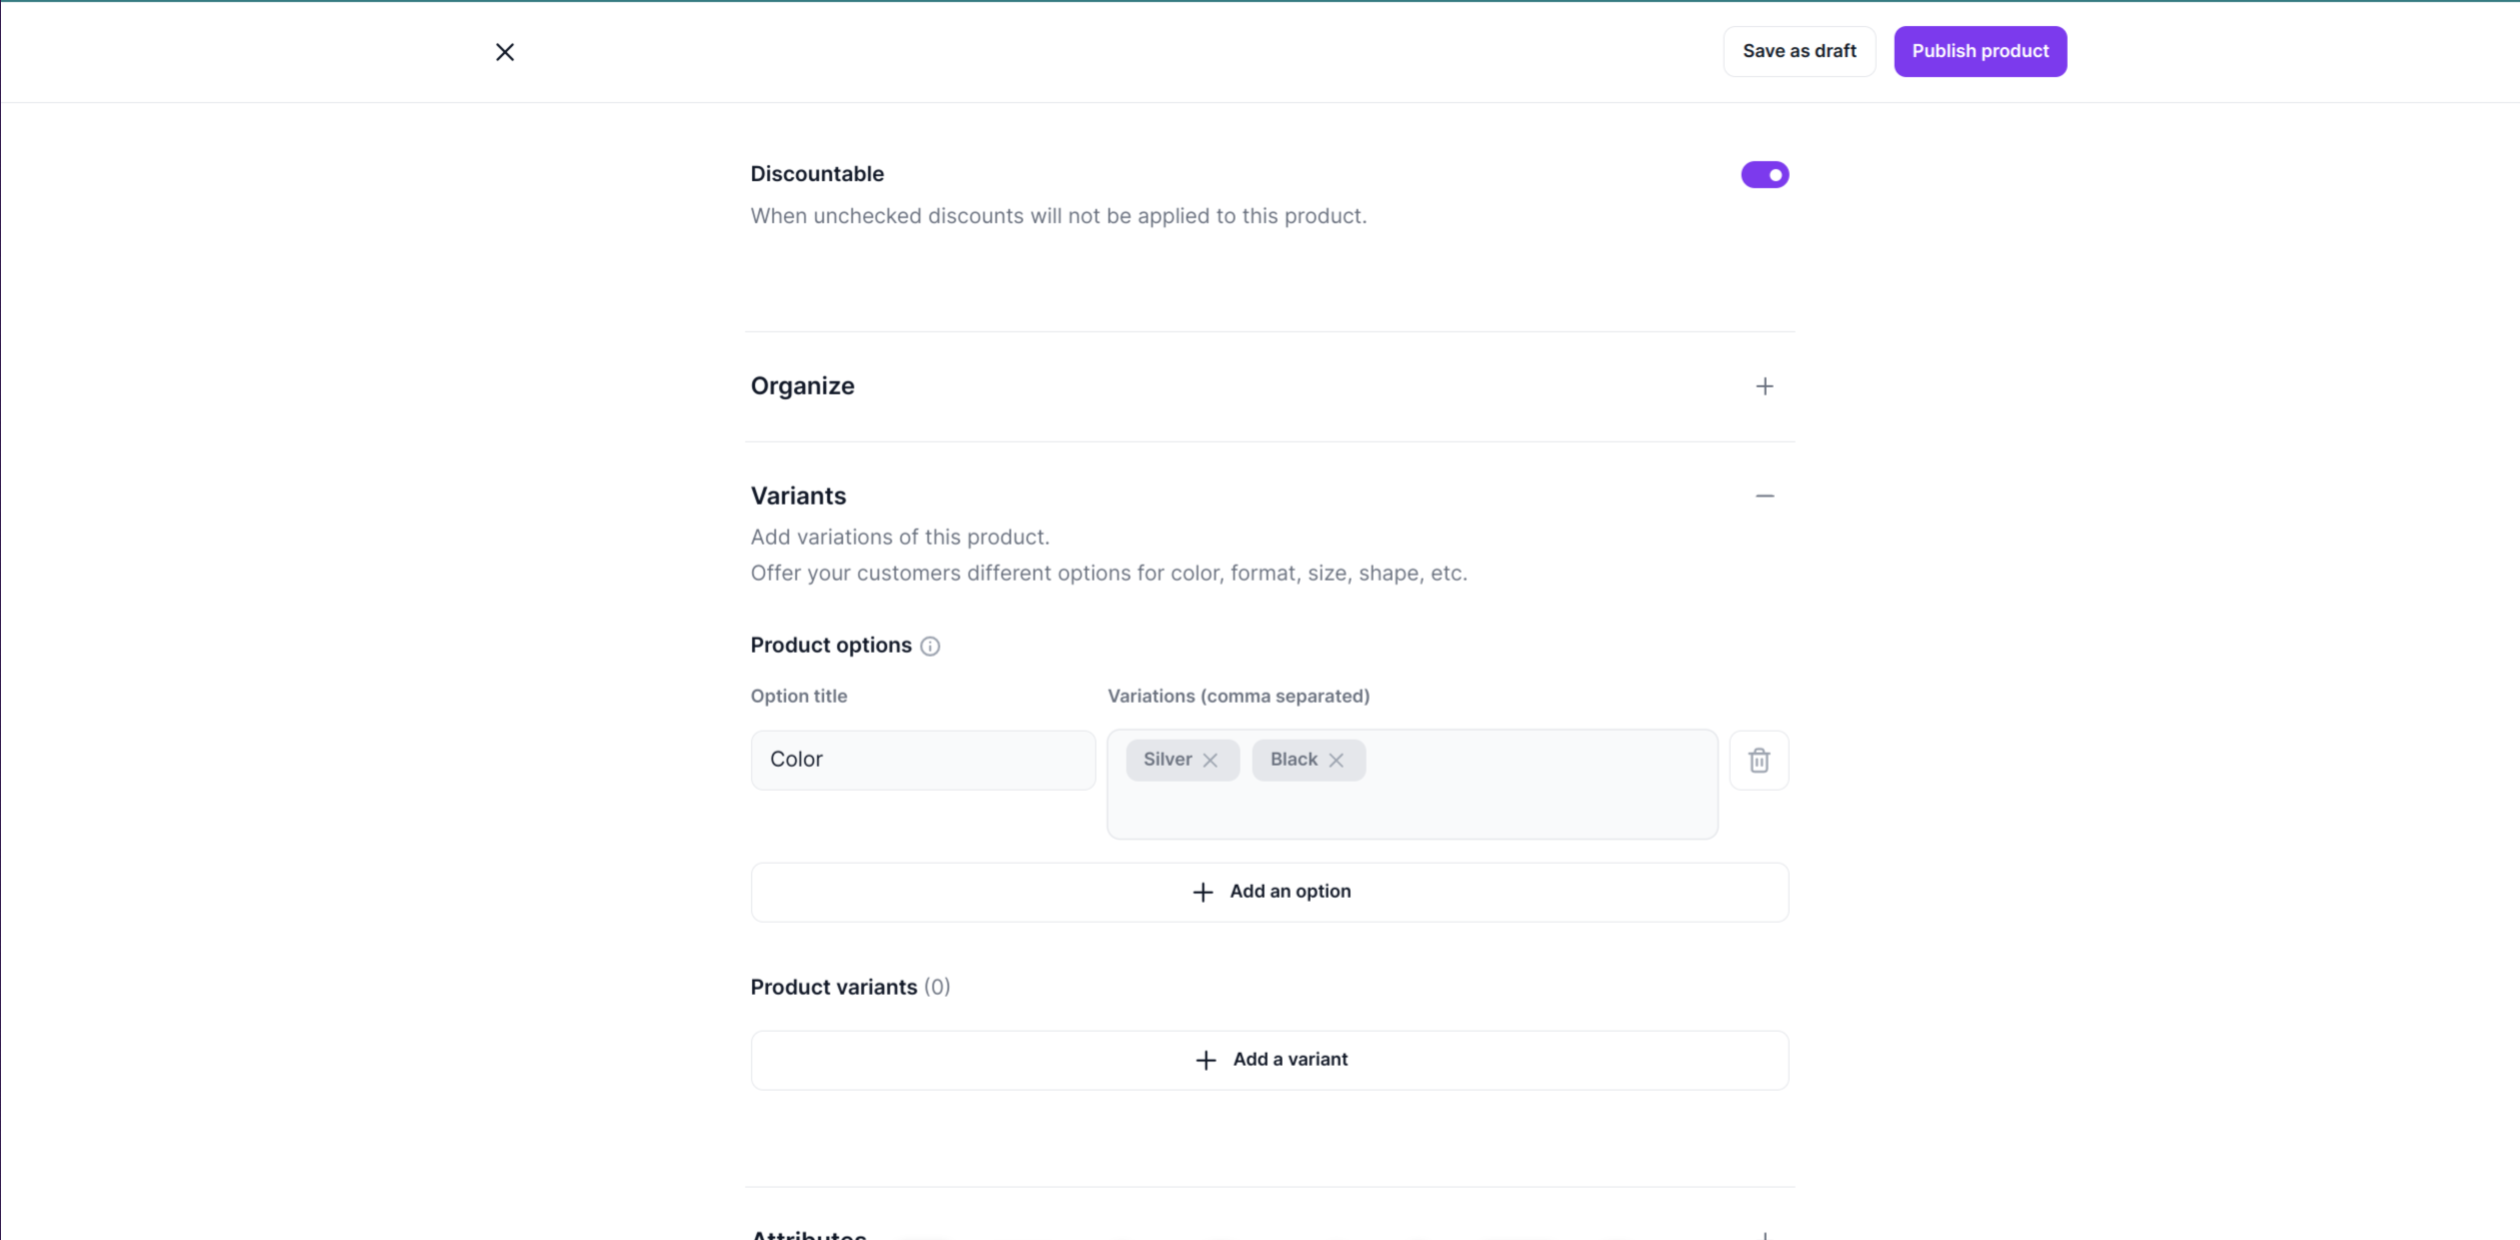 Save as draft
Publish product
Discountable
When unchecked discounts will not be applied to this product.
Organize
Variants
Add variations of this product.
Offer your customers different options for color, format, size, shape, etc.
Product options
Option title
Variations (comma separated)
Color
Silver
Black
Add an option
Product variants (0)
Add a variant
Attributes